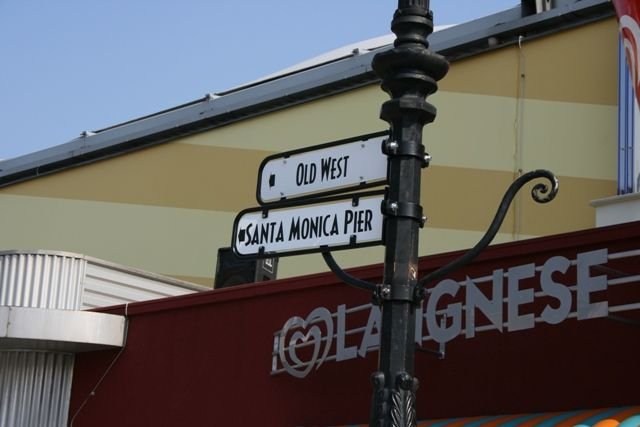 OLD WEST
SANTA MONICA PIER
LANGNESE